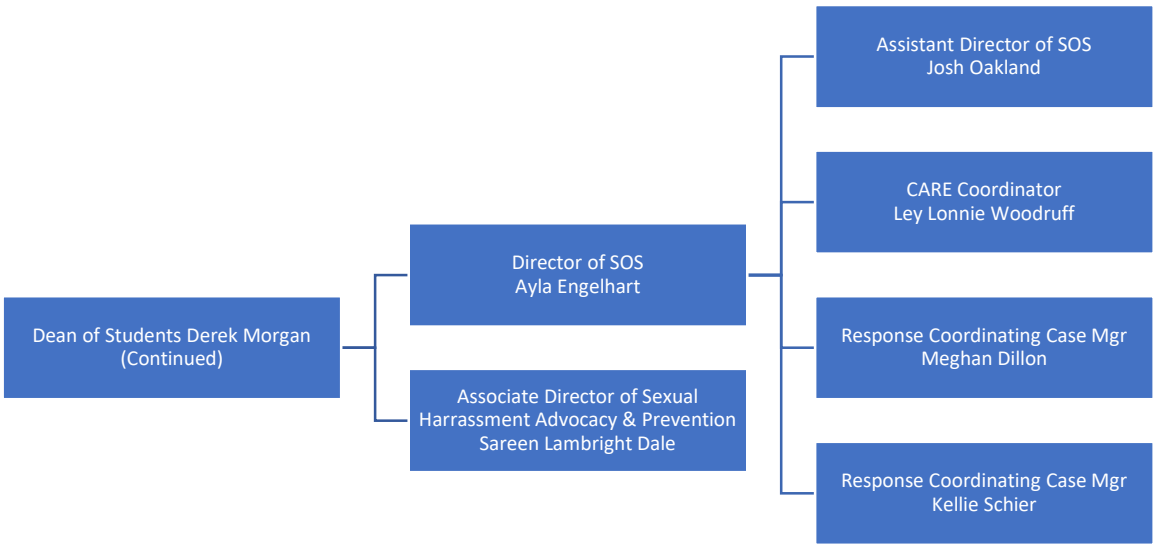 Assistant Director of SOS
Josh Oakland
CARE Coordinator
Ley Lonnie Woodruff
Director of SOS
Ayla Engelhart
Dean of Students Derek Morgan
(Continued)
Response Coordinating Case Mgr
Meghan Dillon
Associate Director of Sexual
Harrassment Advocacy & Prevention
Sareen Lambright Dale
Response Coordinating Case Mgr
Kellie Schier